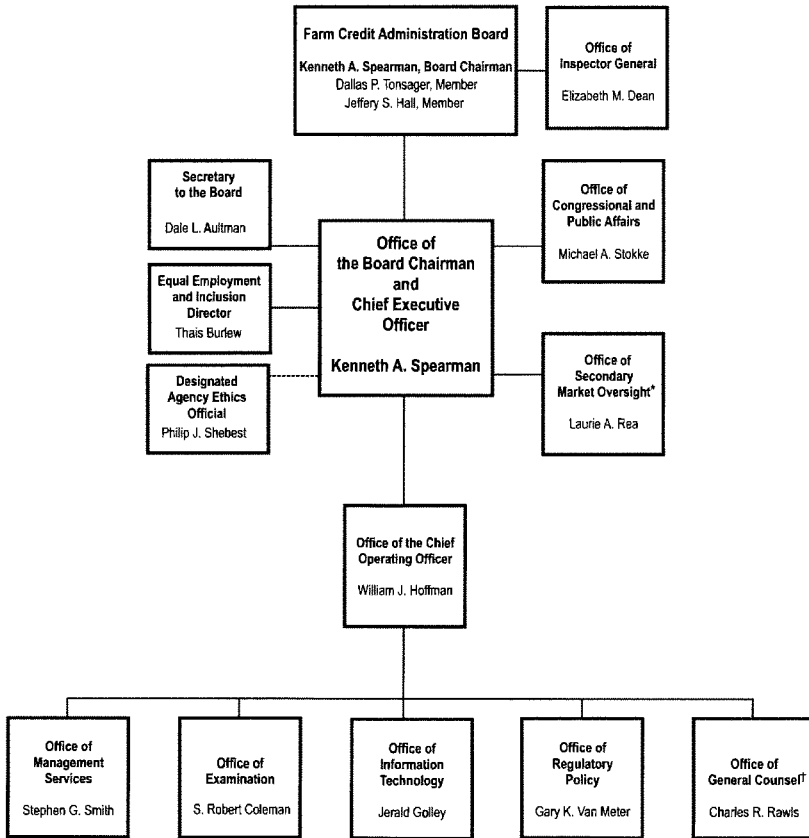 Farm Credit Administration Board
Kenneth A. Spearman, Board Chairman
Dallas P. Tonsager, Member
Jeffery S. Hall, Member
Office of
Inspector General
Elizabeth M. Dean
Secretary
to the Board
Dale L. Aultman
Office of
Congressional and
Public Affairs
Michael A. Stokke
Office of
the Board Chairman
and
Chief Executive
Officer
Kenneth A. Spearman
Equal Employment
and Inclusion
Director
Thais Burlew
Designated
Agency Ethics
Official
Philip J. Shebest
Office of
Secondary
Market Oversight*
Laurie A. Rea
Office of the Chief
Operating Officer
William J. Hoffman
Office of
Management
Services
Stephen G. Smith
Office of
Examination
S. Robert Coleman
Office of
Information
Technology
Jerald Golley
Office of
Regulatory
Policy
Gary K. Van Meter
Office of
General Counsel†
Charles R. Rawls